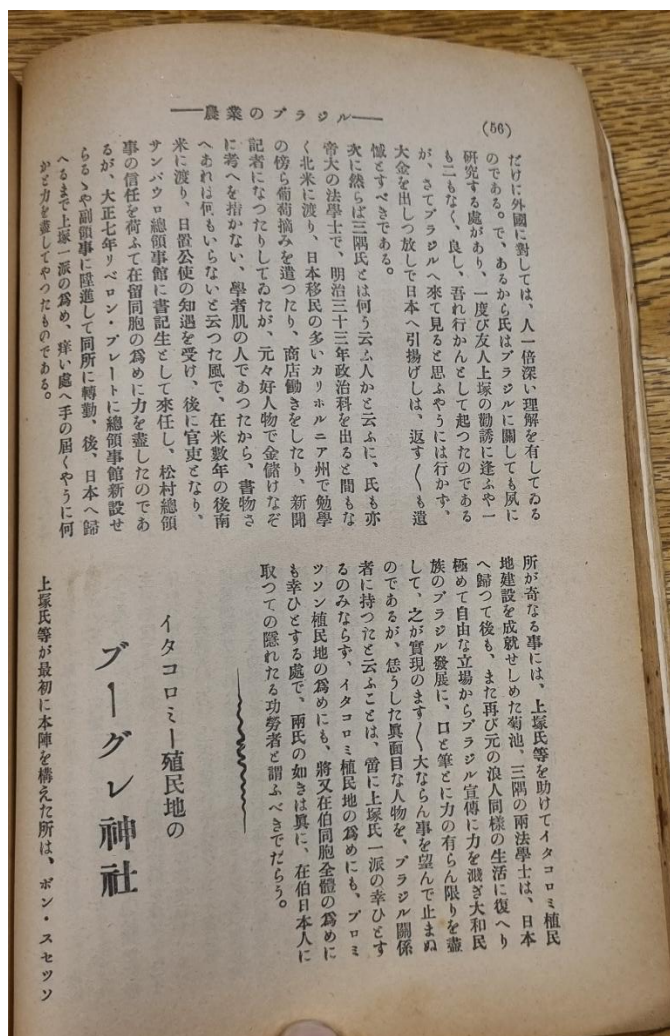 (56)
――農業のブラジル――
だけに外國に對しては、人一倍深い理解を有してゐる
のである。で、あるから氏はブラジルに關しても夙に
研究する處があり、一度び友人上塚の勸誘に逢ふや一
も二もなく、良し、吾れ行かんとして起つたのである
が、さてブラジルへ來て見ると思ふやうには行かず、
大金を出しつ放しで日本へ引揚げしは、返す〱も遺
憾とすべきである。
次に然らば三隅氏とは何う云ふ人かと云ふに、氏も亦
帝大の法學士で、明治三十三年政治科を出ると間もな
く北米に渡り、日本移民の多いカリホルニア州で勉學
の傍ら葡萄摘みを遣つたり、商店働きをしたり、新聞
記者になつたりしてゐたが、元々好人物で金儲けなぞ
に考へを措かない、學者肌の人であつたから、書物さ
へあれば何もいらないと云つた風で、在米數年の後南
米に渡り、日置公使の知遇を受け、後に官吏となり、
サンパウロ總領事館に書記生として來任し、松村總領
事の信任を荷ふて在留同胞の爲めに力を盡したのであ
るが、大正七年リベロン・プレートに總領事館新設せ
らるゝや副領事に陞進して同所に轉勤、後、日本へ歸
へるまで上塚一派の爲め、痒い處へ手の屆くやうに何
かと力を盡してやつたものである。
所が奇なる事には、上塚氏等を助けてイタコロミ植民
地建設を成就せしめた菊池、三隅の兩法學士は、日本
へ歸つて後も、また再び元の浪人同樣の生活に復へり
極めて自由な立場からブラジル宣傳に力を濺ぎ大和民
族のブラジル發展に、口と筆とに力の有らん限りを盡
して、之が實現のます〱大ならん事を望んで止まぬ
のであるが、恁うした眞面目な人物を、ブラジル關係
者に持つたと云ふことは、啻に上塚氏一派の幸ひとす
るのみならず、イタコロミ植民地の爲めにも、プロミ
ツソン植民地の爲めにも、將又在伯同胞全體の爲めに
も幸ひとする處で、兩氏の如きは眞に、在伯日本人に
取つての隱れたる功勞者と謂ふべきでだらう。
イタコロミー殖民地の
ブーグレ神社
上塚氏等が最初に本陣を構えた所は、ボン・スセツソ